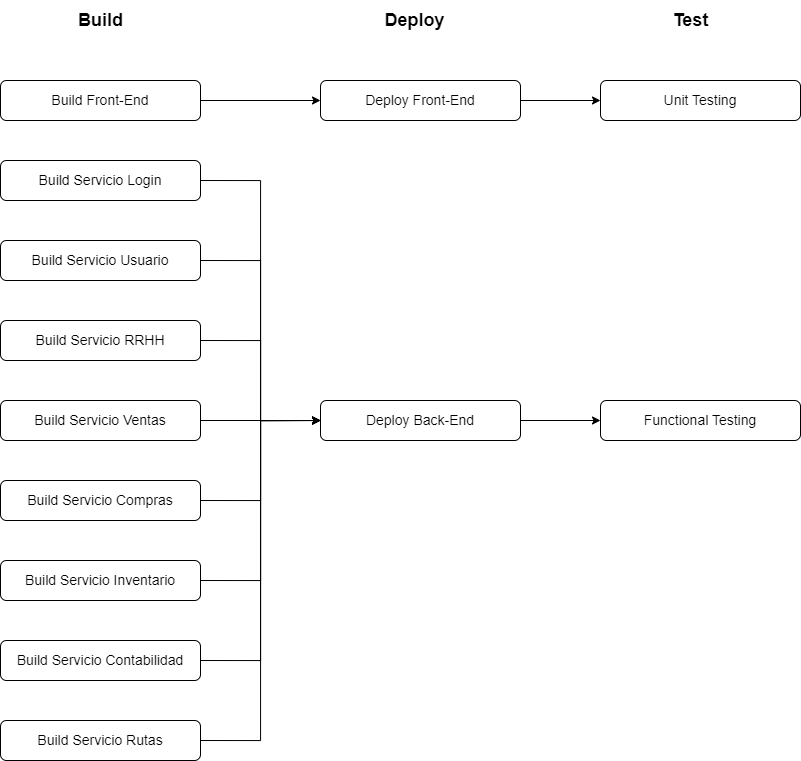 Build
Deploy
Test
Build Front-End
Deploy Front-End
Unit Testing
Build Servicio Login
Build Servicio Usuario
Build Servicio RRHH
Build Servicio Ventas
Deploy Back-End
Functional Testing
Build Servicio Compras
Build Servicio Inventario
Build Servicio Contabilidad
Build Servicio Rutas